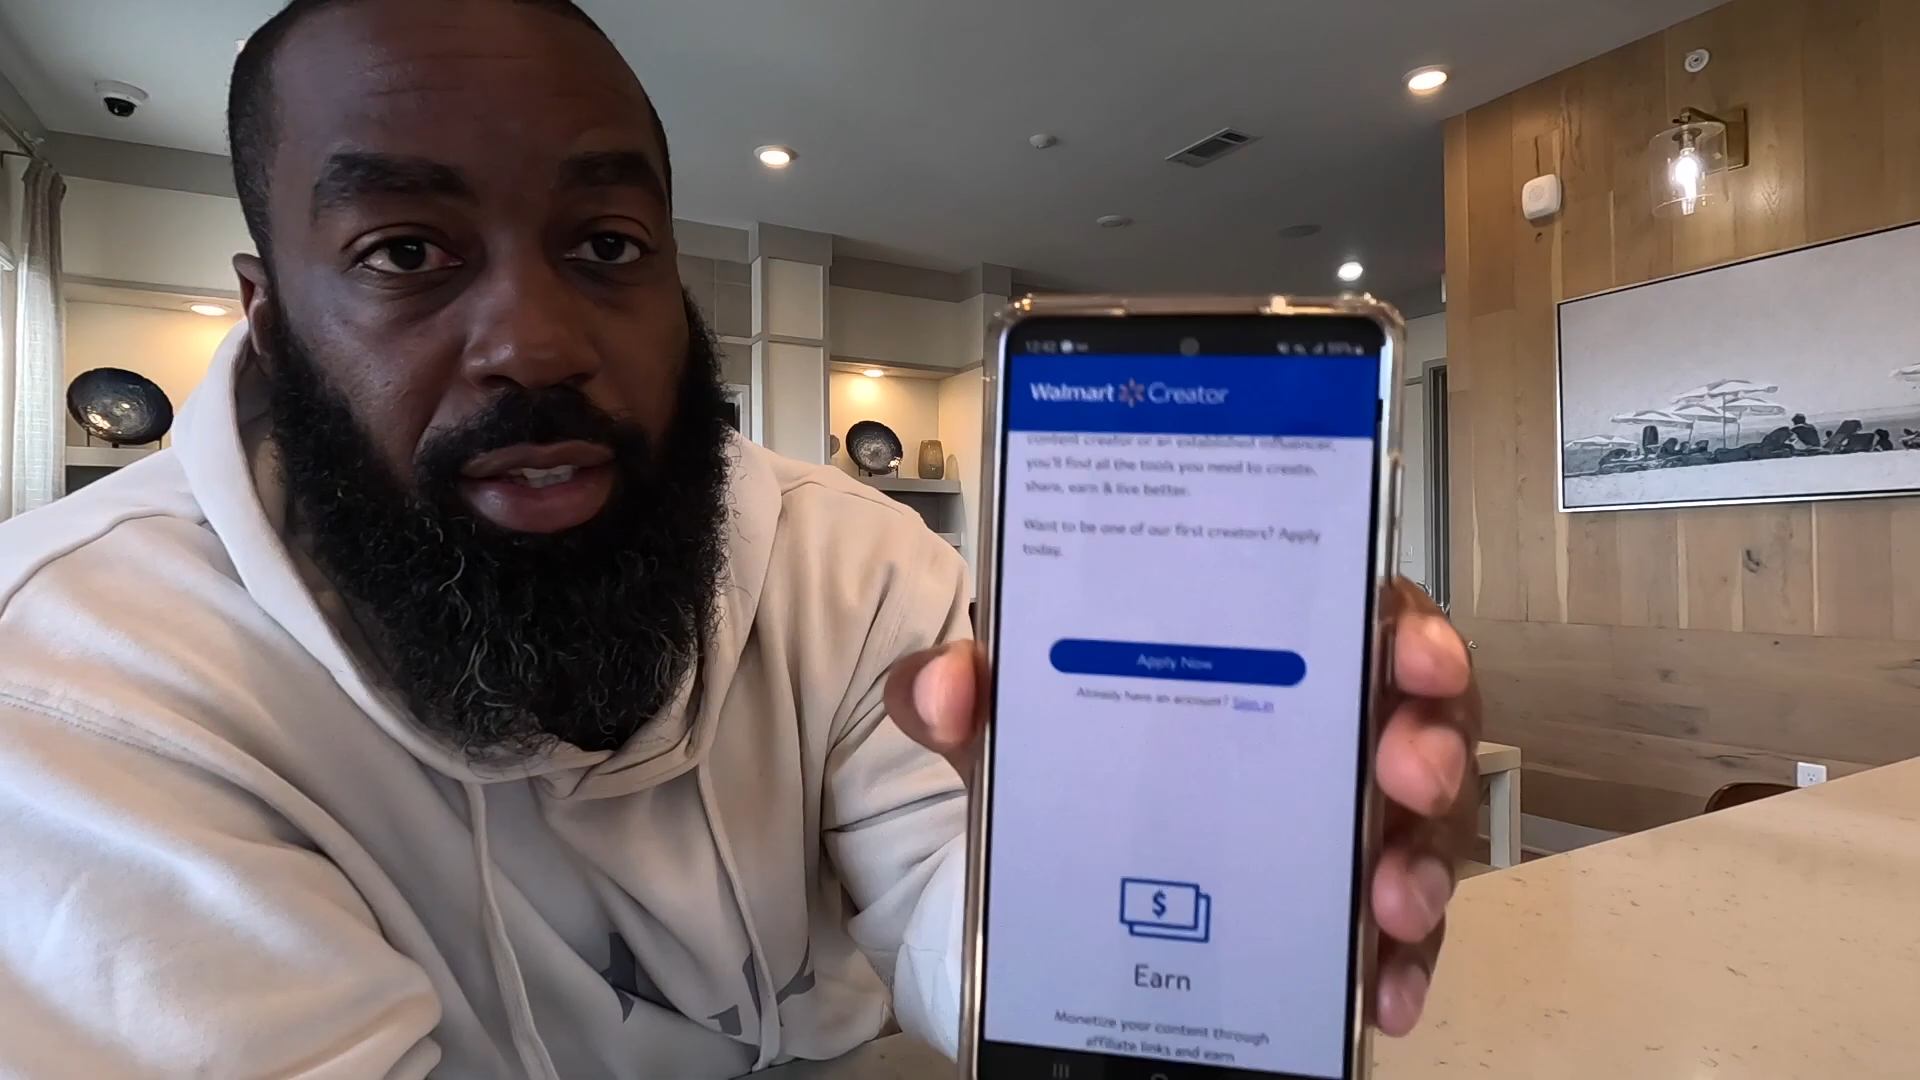 12:42
Walmart Creator
content creator or an established influencer,
you'll find all the tools you need to create,
share, earn & live better.
Want to be one of our first creators? Apply
today.
Apply Now
Already have an account? Sign in
$
Earn
Monetize your content through
affiliate links and earn